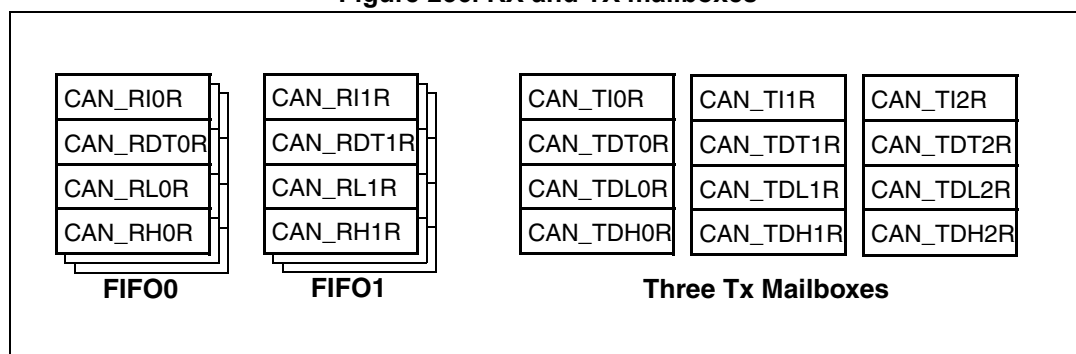 Figure RX and TX mailboxes
CAN_RI0R
CAN_RDT0R
CAN_RL0R
CAN_RH0R
FIFO0
CAN_RI1R
CAN_RDT1R
CAN_RL1R
CAN_RH1R
FIFO1
CAN_TI0R
CAN_TDT0R
CAN_TDL0R
CAN_TDH0R
CAN_TI1R
CAN_TDT1R
CAN_TDL1R
CAN_TDH1R
CAN_TI2R
CAN_TDT2R
CAN_TDL2R
CAN_TDH2R
Three Tx Mailboxes